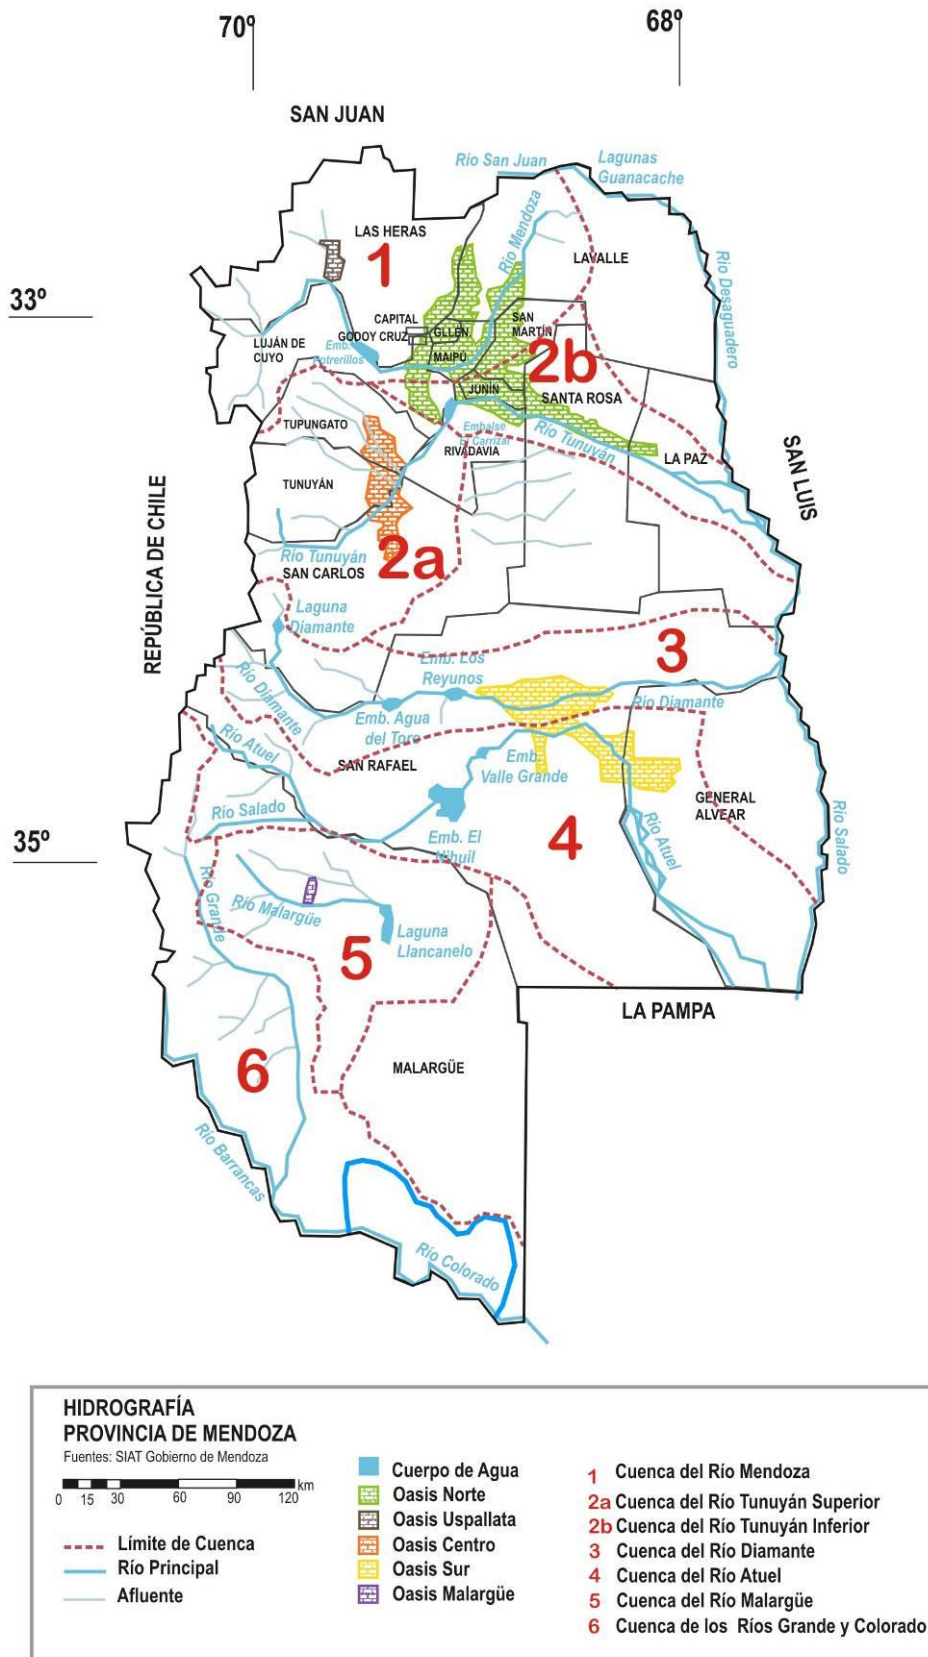 70º
68º
SAN JUAN
Río San Juan
Lagunas
Guanacache
LAS HERAS
1
Río Mendoza
LAVALLE
Río Desaguadero
33º
CAPITAL
GODOY CRUZ
GLLEN
SAN
MARTÍN
LUJÁN DE
CUYO
Emb.
Potrerillos
MAIPÚ
2b
JUNÍN
SANTA ROSA
TUPUNGATO
Embalse
El Carrizal
RIVADAVIA
Río Tunuyán
LA PAZ
SAN LUIS
TUNUYÁN
REPÚBLICA DE CHILE
Río Tunuyán
2a
SAN CARLOS
Laguna
Diamante
3
Emb. Los
Reyunos
Río Diamante
Río Diamante
Emb. Agua
del Toro
Río Atuel
SAN RAFAEL
Emb.
Valle Grande
GENERAL
ALVEAR
Río Salado
Río Salado
35º
Emb. El
Nihuil
4
Río Atuel
Río Grande
Río Malargüe
Laguna
Llancanelo
5
LA PAMPA
6
MALARGÜE
Río Barrancas
Río Colorado
HIDROGRAFÍA
PROVINCIA DE MENDOZA
Fuentes: SIAT Gobierno de Mendoza
km
0 15 30 60 90 120
Límite de Cuenca
Río Principal
Afluente
Cuerpo de Agua
Oasis Norte
Oasis Uspallata
Oasis Centro
Oasis Sur
Oasis Malargüe
1 Cuenca del Río Mendoza
2a Cuenca del Río Tunuyán Superior
2b Cuenca del Río Tunuyán Inferior
3 Cuenca del Río Diamante
4 Cuenca del Río Atuel
5 Cuenca del Río Malargüe
6 Cuenca de los Ríos Grande y Colorado